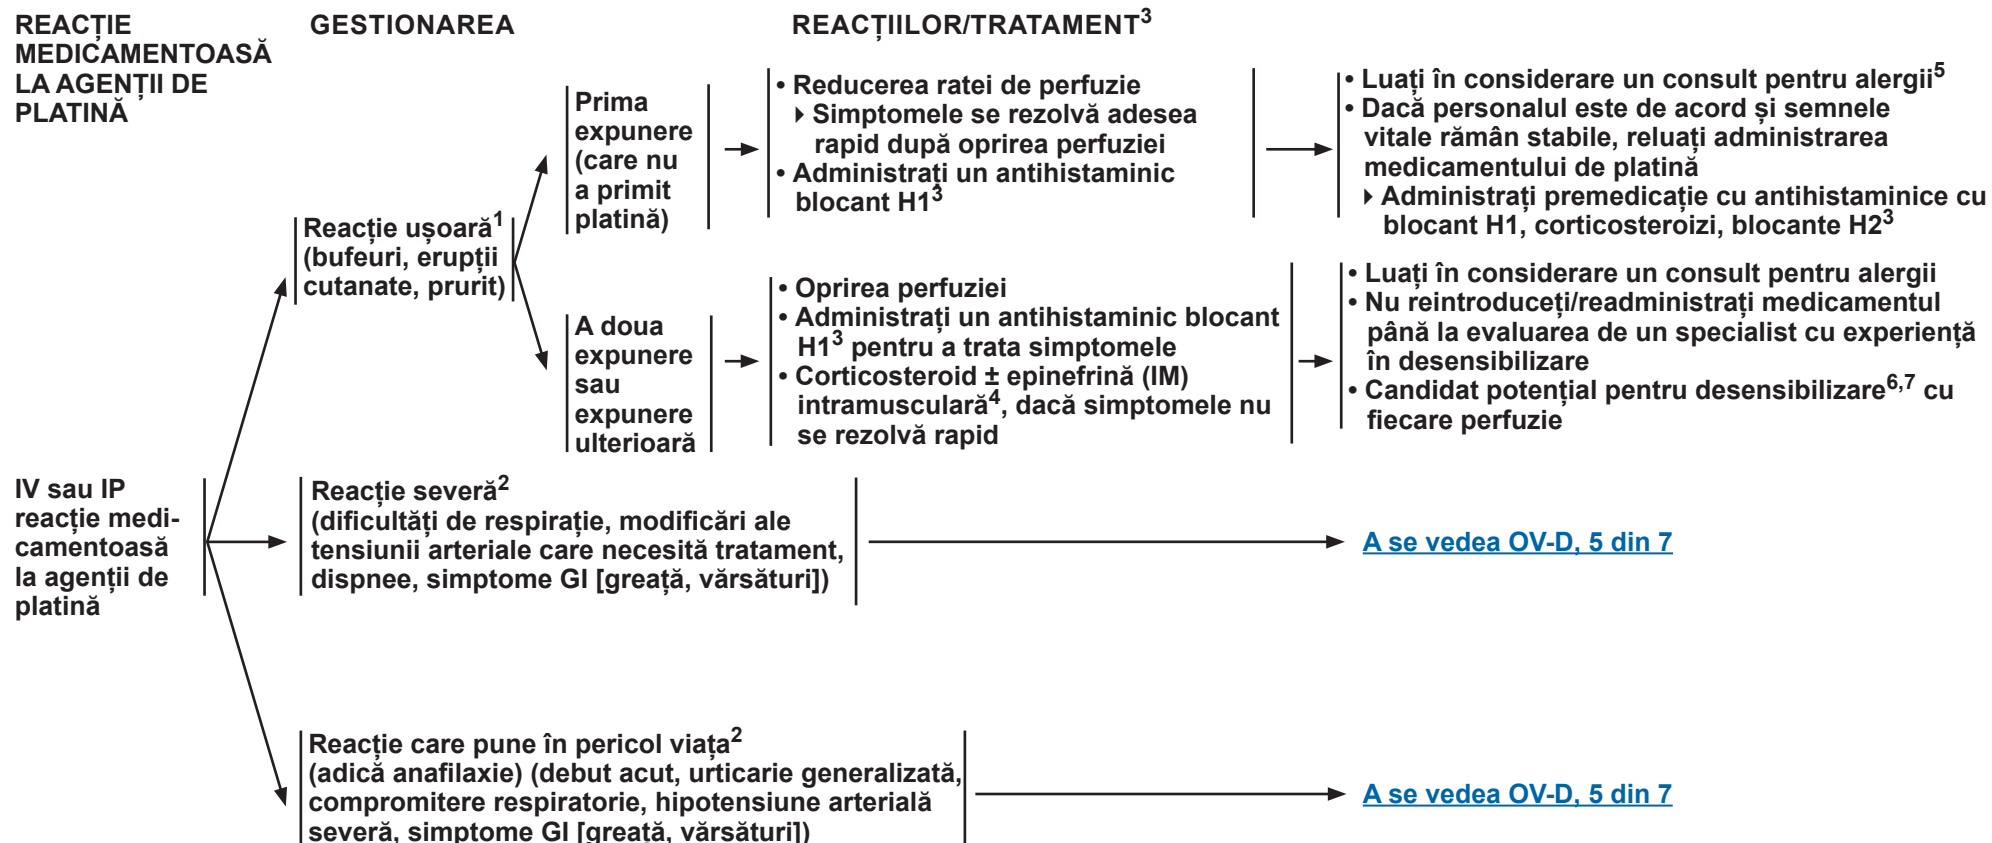 REACȚIE
MEDICAMENTOASĂ
LA AGENȚII DE
PLATINĂ
GESTIONAREA
REACȚIILOR/TRATAMENT3
IV sau IP
reacție medi-
camentoasă
la agenții de
platină
Reacție ușoară1
(bufeuri, erupții
cutanate, prurit)
Prima
expunere
(care nu
a primit
platină)
• Reducerea ratei de perfuzie
Simptomele se rezolvă adesea
rapid după oprirea perfuziei
• Administrați un antihistaminic
blocant H13
• Luați în considerare un consult pentru alergii5
• Dacă personalul este de acord și semnele
vitale rămân stabile, reluați administrarea
medicamentului de platină
Administrați premedicație cu antihistaminice cu
blocant H1, corticosteroizi, blocante H23
A doua
expunere
sau
expunere
ulterioară
• Oprirea perfuziei
• Administrați un antihistaminic blocant
H13 pentru a trata simptomele
• Corticosteroid ± epinefrină (IM)
intramusculară4, dacă simptomele nu
se rezolvă rapid
• Luați în considerare un consult pentru alergii
• Nu reintroduceți/readministrați medicamentul
până la evaluarea de un specialist cu experiență
în desensibilizare
• Candidat potențial pentru desensibilizare6,7 cu
fiecare perfuzie
Reacție severă2
(dificultăți de respirație, modificări ale
tensiunii arteriale care necesită tratament,
dispnee, simptome GI [greață, vărsături])
A se vedea OV-D, 5 din 7
Reacție care pune în pericol viața2
(adică anafilaxie) (debut acut, urticarie generalizată,
compromitere respiratorie, hipotensiune arterială
severă, simptome GI [greață, vărsături])
A se vedea OV-D, 5 din 7